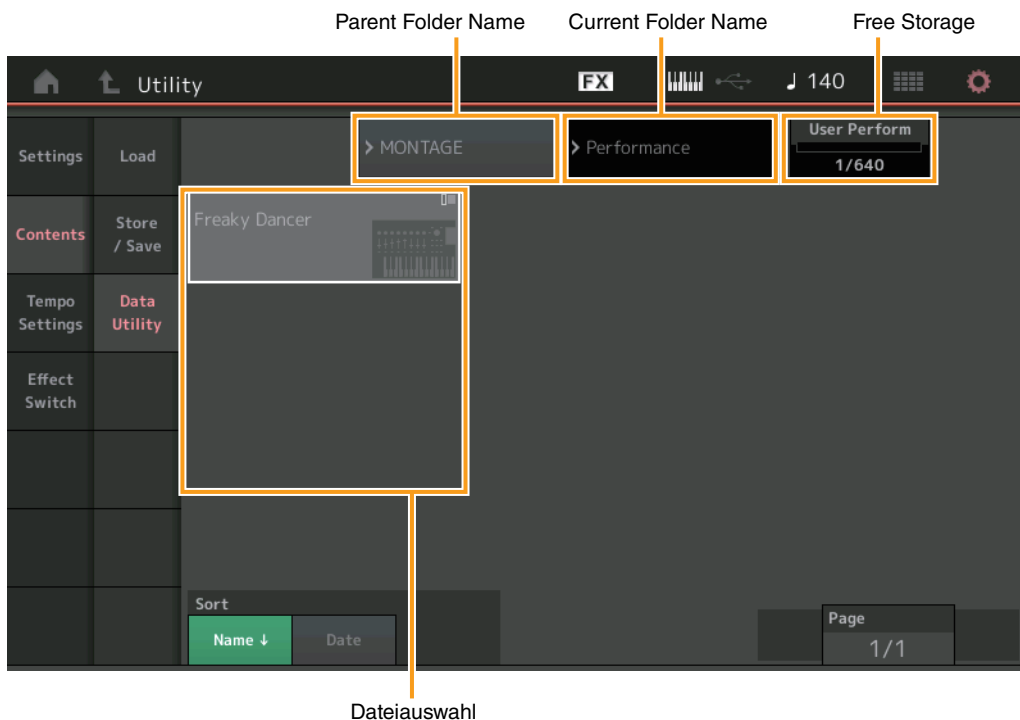 Parent Folder Name Current Folder Name Free Storage
Utility FX ♩ 140
Settings
Load
> MONTAGE
> Performance
User Perform
1/640
Contents
Store
/ Save
Freaky Dancer
Tempo
Settings
Data
Utility
Effect
Switch
Sort
Name ↓
Date
Page
1/1
Dateiauswahl